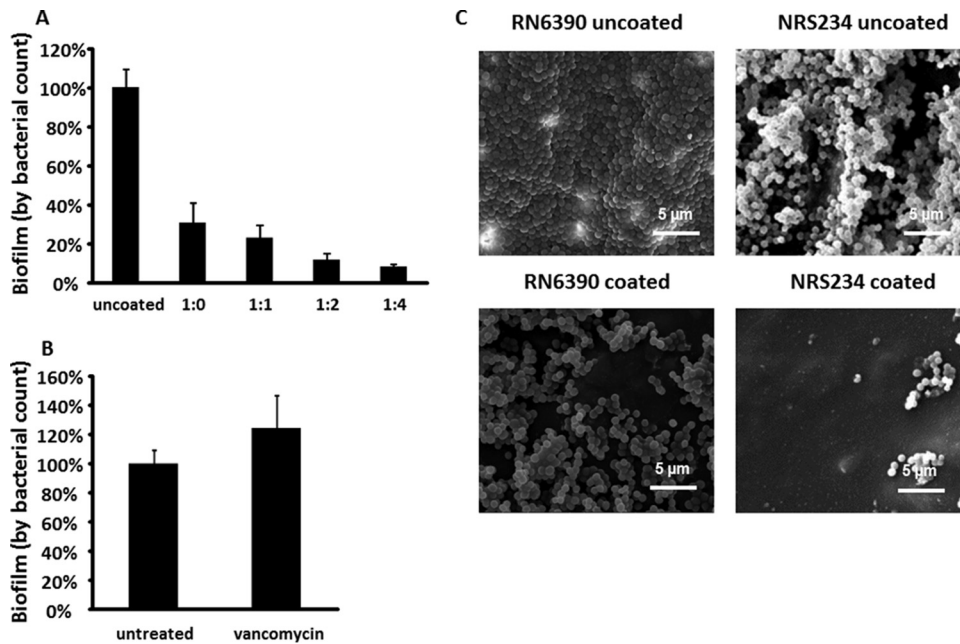 A
Biofilm (by bacterial count)
120%
100%
80%
60%
40%
20%
0%
uncoated 1:0 1:1 1:2 1:4
B
Biofilm (by bacterial count)
160%
140%
120%
100%
80%
60%
40%
20%
0%
untreated vancomycin
C
RN6390 uncoated NRS234 uncoated
5 μm 5 μm
RN6390 coated NRS234 coated
5 μm 5 μm